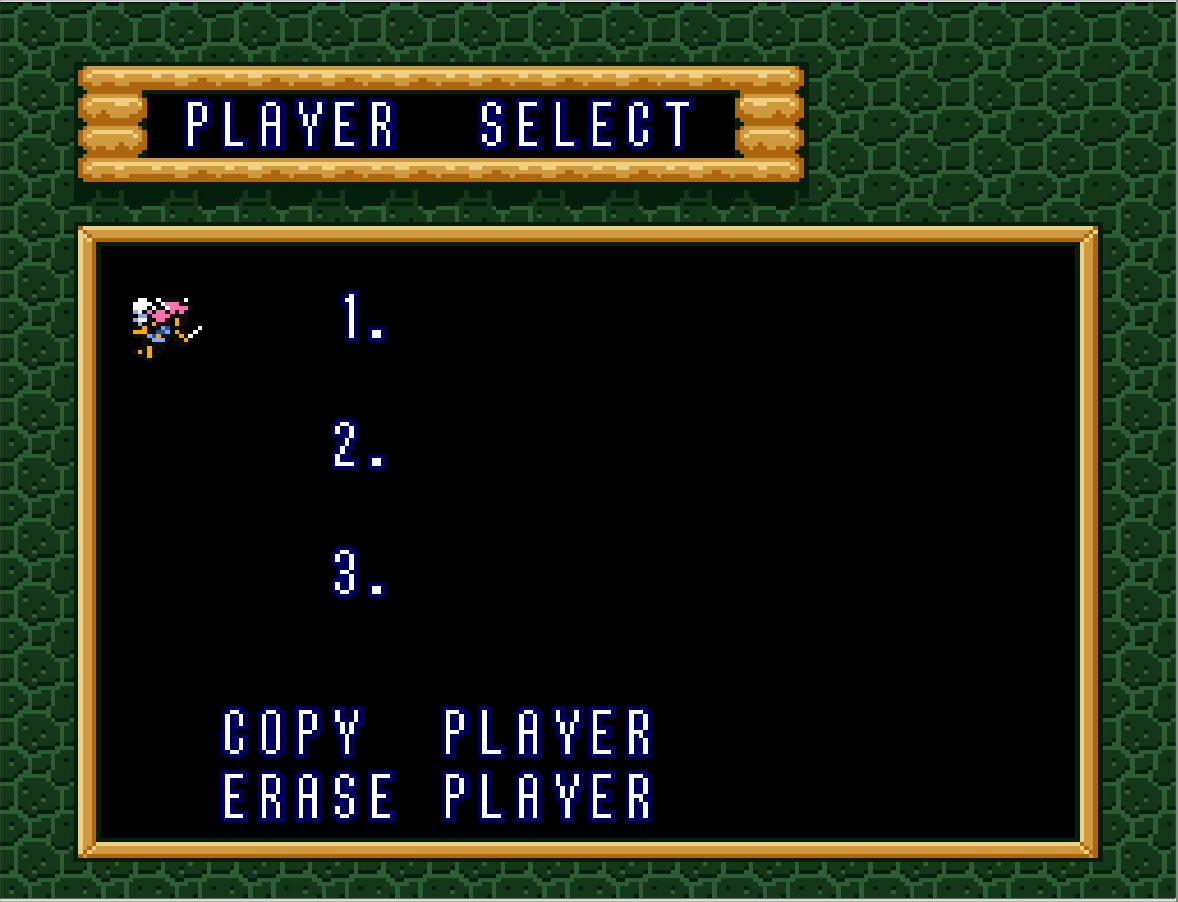 PLAYER SELECT
1.
2.
3.
COPY PLAYER
ERASE PLAYER